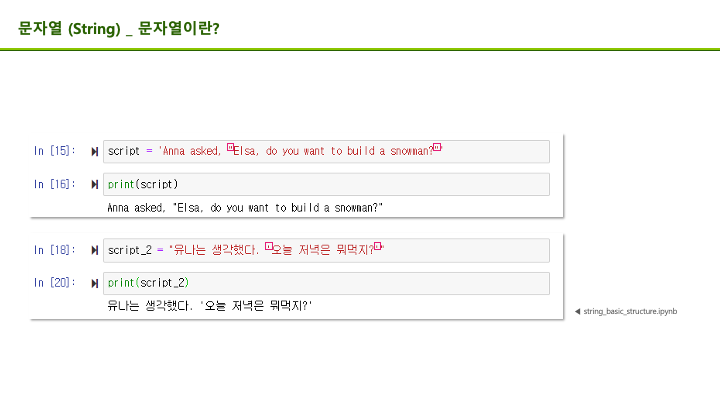 문자열 (String) _ 문자열이란?
In [15]: script = 'Anna asked, "Elsa, do you want to build a snowman?"'
In [16]: print(script)
Anna asked, "Elsa, do you want to build a snowman?"
In [18]: script_2 = "유나는 생각했다. '오늘 저녁은 뭐먹지?'"
In [20]: print(script_2)
유나는 생각했다. '오늘 저녁은 뭐먹지?'
◀ string_basic_structure.ipynb